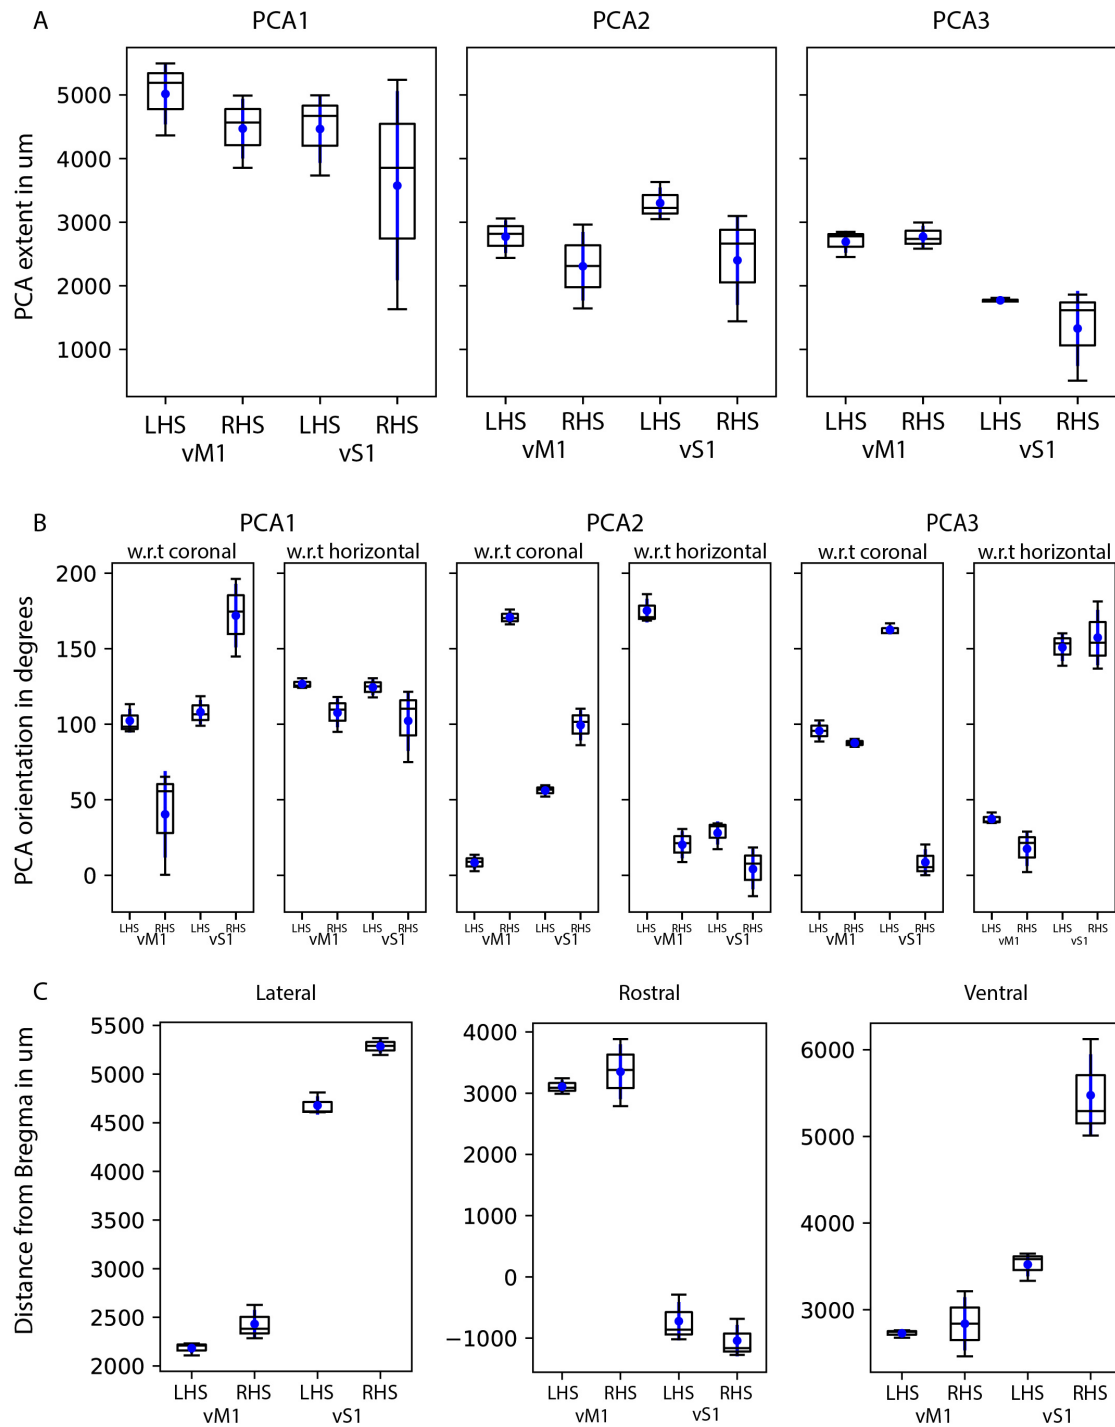 A PCA1 PCA2 PCA3
PCA extent in um
5000
4000
3000
2000
1000
LHS RHS LHS RHS LHS RHS LHS RHS LHS RHS LHS RHS
vM1 vS1 vM1 vS1 vM1 vS1
B PCA1 PCA2 PCA3
w.r.t coronal w.r.t horizontal w.r.t coronal w.r.t horizontal w.r.t coronal w.r.t horizontal
PCA orientation in degrees
200
150
100
50
0
LHS RHS LHS RHS LHS RHS LHS RHS LHS RHS LHS RHS LHS RHS LHS RHS LHS RHS LHS RHS LHS RHS LHS RHS
vM1 vS1 vM1 vS1 vM1 vS1 vM1 vS1 vM1 vS1 vM1 vS1
C Lateral Rostral Ventral
Distance from Bregma in um
5500
5000
4500
4000
3500
3000
2500
2000
4000
3000
2000
1000
0
−1000
6000
5000
4000
3000
LHS RHS LHS RHS LHS RHS LHS RHS LHS RHS LHS RHS
vM1 vS1 vM1 vS1 vM1 vS1